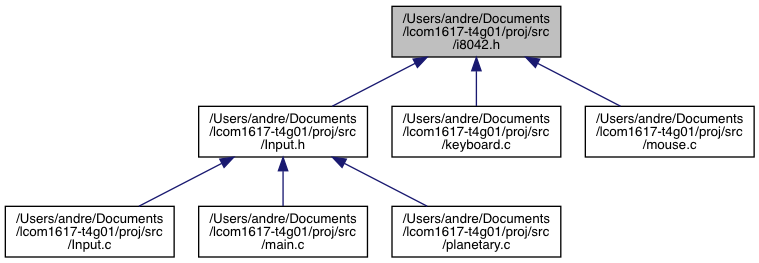 /Users/andre/Documents
/lcom1617-t4g01/proj/src
/i8042.h
/Users/andre/Documents
/lcom1617-t4g01/proj/src
/Input.h
/Users/andre/Documents
/lcom1617-t4g01/proj/src
/keyboard.c
/Users/andre/Documents
/lcom1617-t4g01/proj/src
/mouse.c
/Users/andre/Documents
/lcom1617-t4g01/proj/src
/Input.c
/Users/andre/Documents
/lcom1617-t4g01/proj/src
/main.c
/Users/andre/Documents
/lcom1617-t4g01/proj/src
/planetary.c